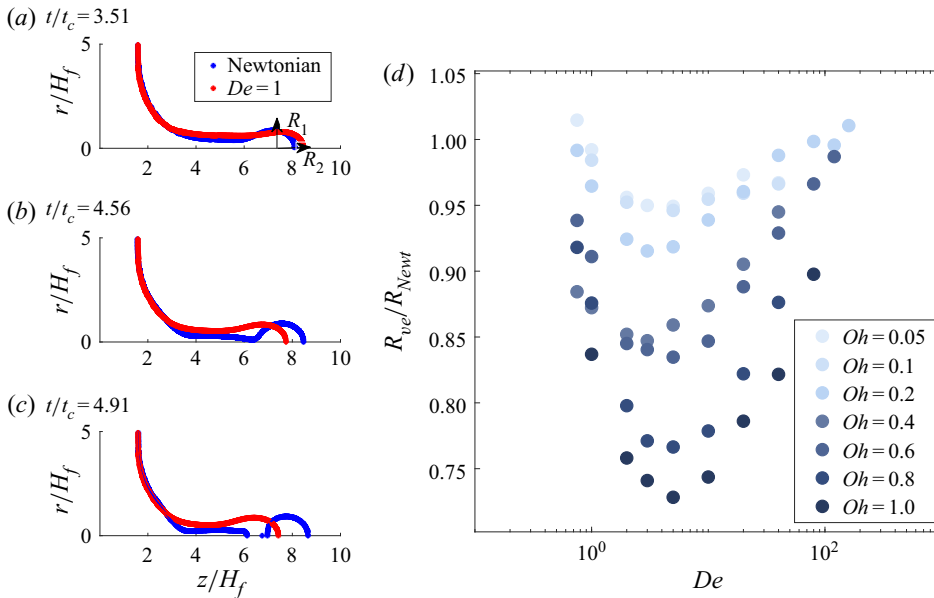 (a) t/t_c = 3.51
5
r/H_f
0
Newtonian
De = 1
R_1
R_2
2 4 6 8 10
(b) t/t_c = 4.56
5
r/H_f
0
2 4 6 8 10
(c) t/t_c = 4.91
5
r/H_f
0
2 4 6 8 10
z/H_f
(d)
1.05
1.00
0.95
0.90
0.85
0.80
0.75
R_ve/R_Newt
Oh = 0.05
Oh = 0.1
Oh = 0.2
Oh = 0.4
Oh = 0.6
Oh = 0.8
Oh = 1.0
10^0 10^2
De